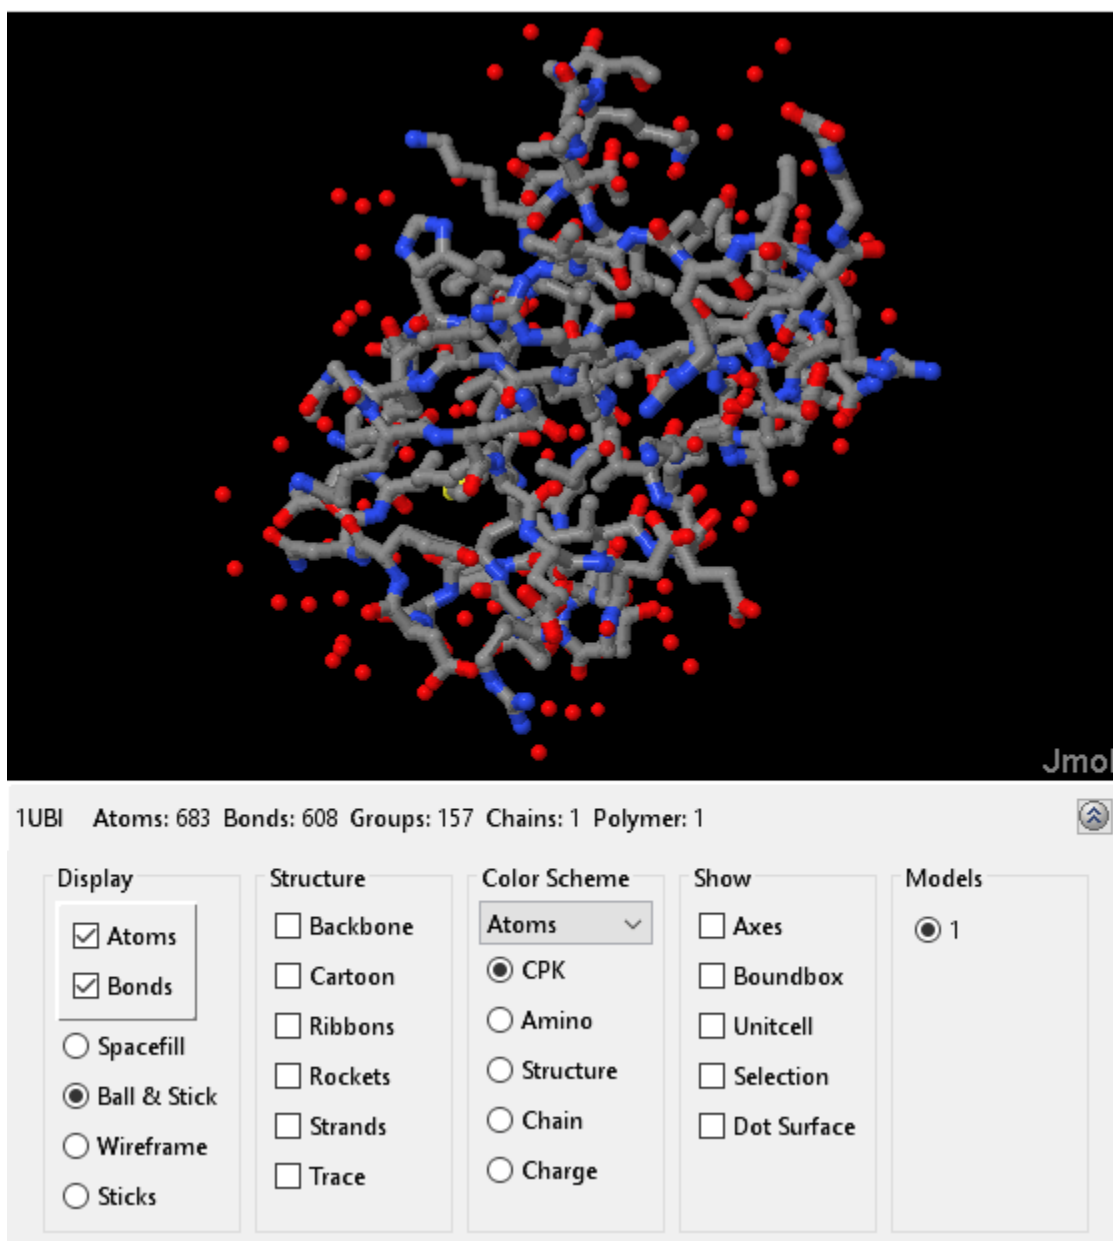 Jmol
1UBI Atoms: 683 Bonds: 608 Groups: 157 Chains: 1 Polymer: 1
Display
Atoms
Bonds
Spacefill
Ball & Stick
Wireframe
Sticks
Structure
Backbone
Cartoon
Ribbons
Rockets
Strands
Trace
Color Scheme
Atoms
CPK
Amino
Structure
Chain
Charge
Show
Axes
Boundbox
Unitcell
Selection
Dot Surface
Models
1